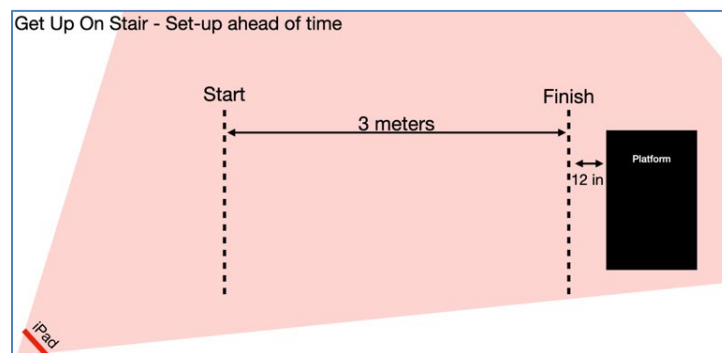 Get Up On Stair - Set-up ahead of time
Start
Finish
3 meters
Platform
12 in
iPad